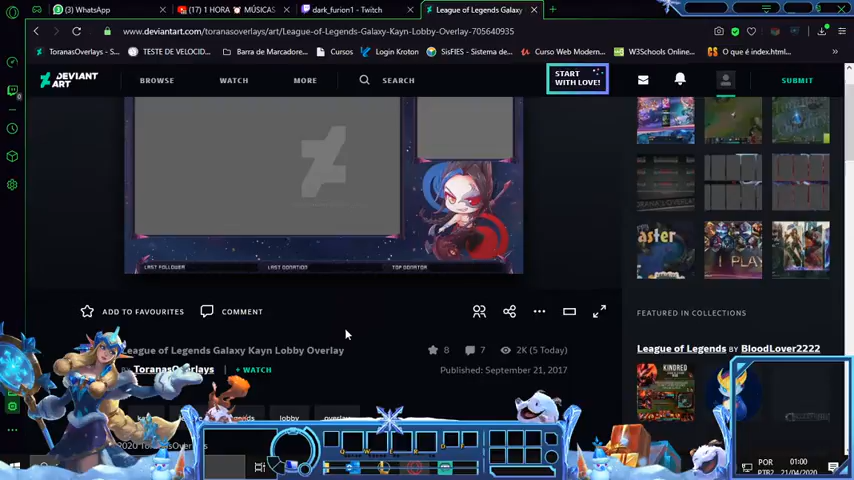 (3) WhatsApp
(17) 1 HORA MÚSICAS
dark_furion1 - Twitch
League of Legends Galaxy
www.deviantart.com/toranasoverlays/art/League-of-Legends-Galaxy-Kayn-Lobby-Overlay-705640935
ToranasOverlays - S
TESTE DE VELOCID...
Barra de Marcador...
Cursos
Login Kroton
SisFIES - Sistema de...
Curso Web Modern...
W3Schools Online...
O que é index.html...
DEVIANT ART
BROWSE
WATCH
MORE
SEARCH
START WITH LOVE!
SUBMIT
LAST FOLLOWER
LAST DONATION
TOP DONATOR
ADD TO FAVOURITES
COMMENT
FEATURED IN COLLECTIONS
League of Legends Galaxy Kayn Lobby Overlay
8
7
2K (5 Today)
League of Legends BY BloodLover2222
ToranasOverlays
+ WATCH
Published: September 21, 2017
KINDRED
lobby
overlay
2020
Q W E R D F
POR
PTB2
01:00
21/04/2020